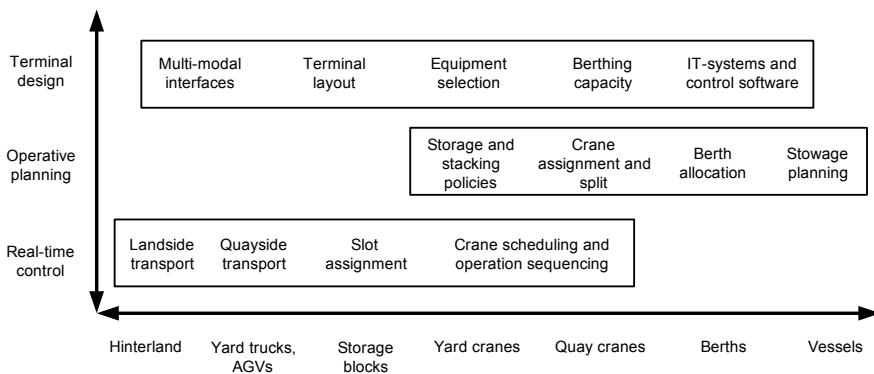 Terminal
design
Multi-modal
interfaces
Terminal
layout
Equipment
selection
Berthing
capacity
IT-systems and
control software
Operative
planning
Storage and
stacking
policies
Crane
assignment and
split
Berth
allocation
Stowage
planning
Real-time
control
Landside
transport
Quayside
transport
Slot
assignment
Crane scheduling and
operation sequencing
Hinterland
Yard trucks,
AGVs
Storage
blocks
Yard cranes
Quay cranes
Berths
Vessels